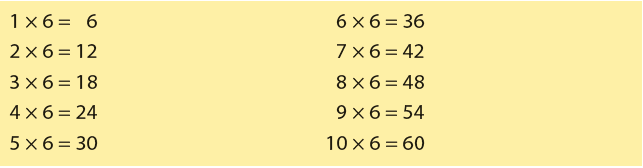 1 × 6 = 6
2 × 6 = 12
3 × 6 = 18
4 × 6 = 24
5 × 6 = 30
6 × 6 = 36
7 × 6 = 42
8 × 6 = 48
9 × 6 = 54
10 × 6 = 60